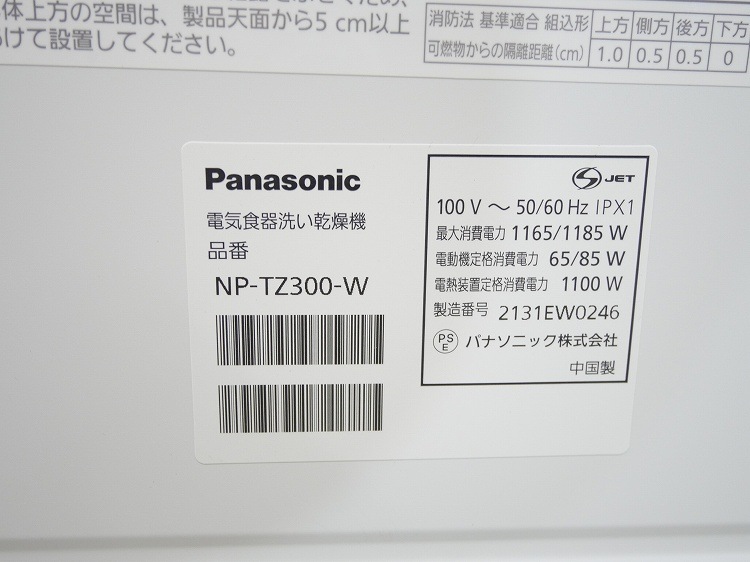 体上方の空間は、製品天面から5 cm以上
けて設置してください。
消防法 基準適合 組込形 上方 側方 後方 下方
可燃物からの隔離距離(cm) 1.0 0.5 0.5 0
Panasonic
電気食器洗い乾燥機
品番
NP-TZ300-W
S JET
100 V ～ 50/60 Hz IPX1
最大消費電力 1165/1185 W
電動機定格消費電力 65/85 W
電熱装置定格消費電力 1100 W
製造番号 2131EW0246
PS E パナソニック株式会社
中国製